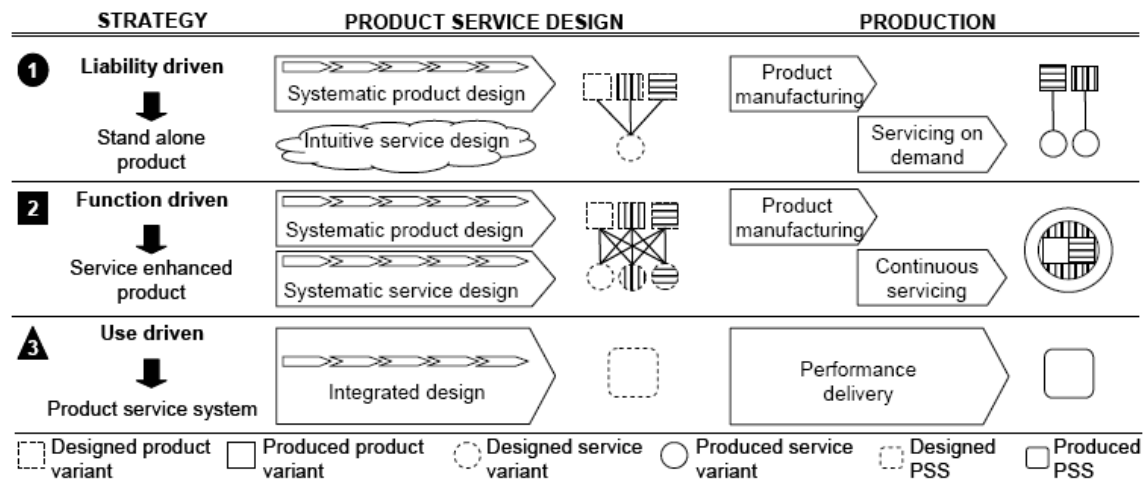 STRATEGY PRODUCT SERVICE DESIGN PRODUCTION
1 Liability driven
Stand alone
product
Systematic product design
Intuitive service design
Product
manufacturing
Servicing on
demand
2 Function driven
Service enhanced
product
Systematic product design
Systematic service design
Product
manufacturing
Continuous
servicing
3 Use driven
Product service system
Integrated design
Performance
delivery
Designed product
variant
Produced product
variant
Designed service
variant
Produced service
variant
Designed
PSS
Produced
PSS